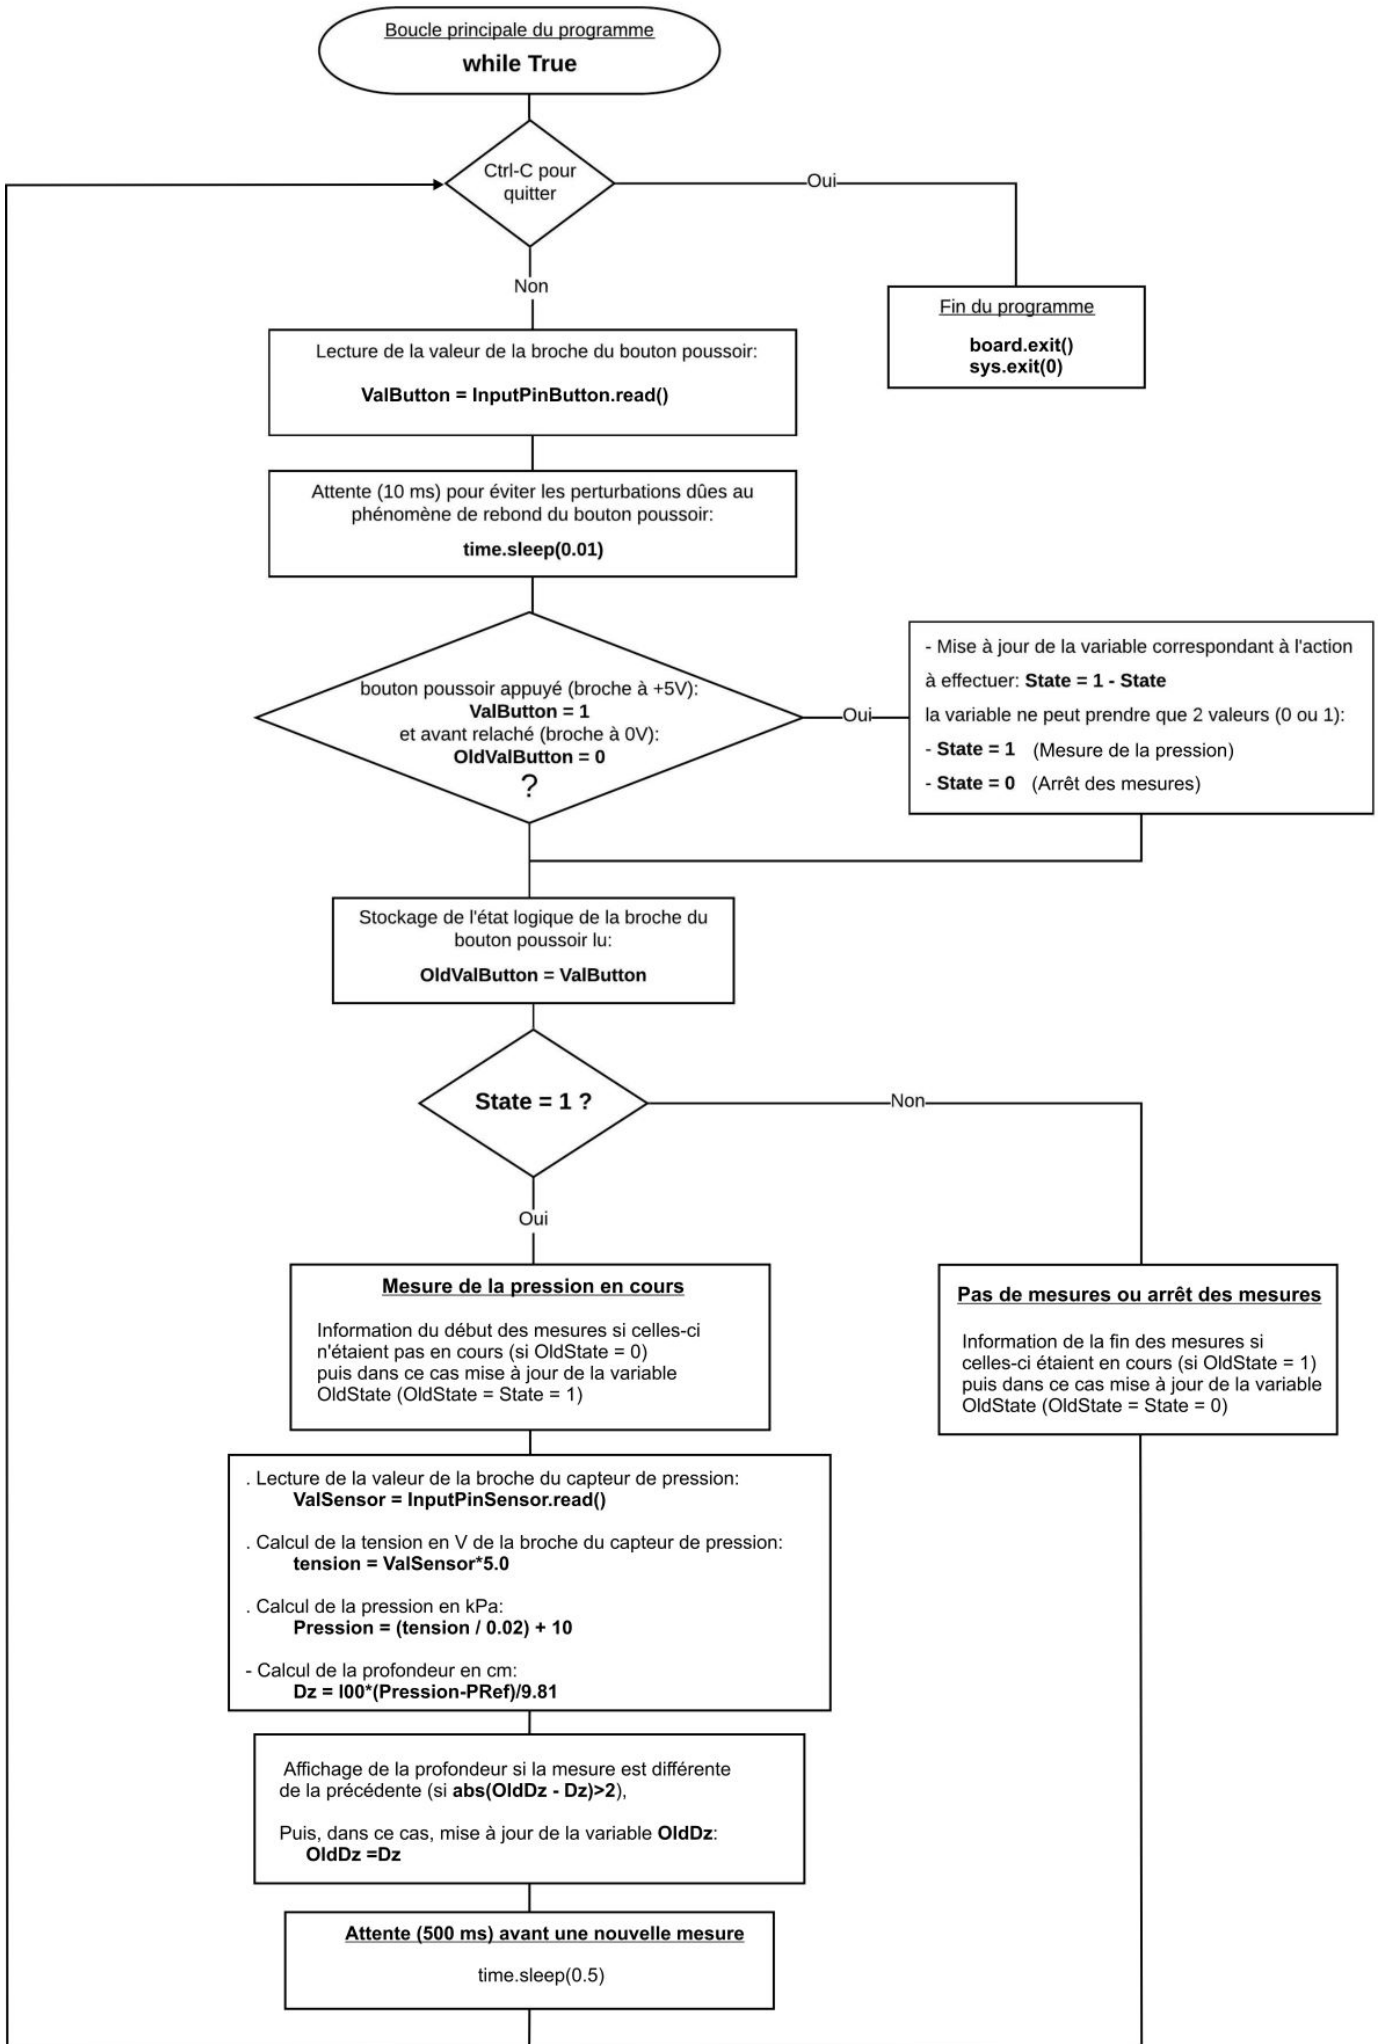 Boucle principale du programme
while True
Ctrl-C pour
quitter
Oui
Non
Fin du programme
board.exit()
sys.exit(0)
Lecture de la valeur de la broche du bouton poussoir:
ValButton = InputPinButton.read()
Attente (10 ms) pour éviter les perturbations dûes au
phénomène de rebond du bouton poussoir:
time.sleep(0.01)
bouton poussoir appuyé (broche à +5V):
ValButton = 1
et avant relaché (broche à 0V):
OldValButton = 0
?
Oui
- Mise à jour de la variable correspondant à l'action
à effectuer: State = 1 - State
la variable ne peut prendre que 2 valeurs (0 ou 1):
- State = 1 (Mesure de la pression)
- State = 0 (Arrêt des mesures)
Stockage de l'état logique de la broche du
bouton poussoir lu:
OldValButton = ValButton
State = 1 ?
Non
Oui
Mesure de la pression en cours
Information du début des mesures si celles-ci
n'étaient pas en cours (si OldState = 0)
puis dans ce cas mise à jour de la variable
OldState (OldState = State = 1)
Pas de mesures ou arrêt des mesures
Information de la fin des mesures si
celles-ci étaient en cours (si OldState = 1)
puis dans ce cas mise à jour de la variable
OldState (OldState = State = 0)
. Lecture de la valeur de la broche du capteur de pression:
ValSensor = InputPinSensor.read()
. Calcul de la tension en V de la broche du capteur de pression:
tension = ValSensor*5.0
. Calcul de la pression en kPa:
Pression = (tension / 0.02) + 10
- Calcul de la profondeur en cm:
Dz = l00*(Pression-PRef)/9.81
Affichage de la profondeur si la mesure est différente
de la précédente (si abs(OldDz - Dz)>2),
Puis, dans ce cas, mise à jour de la variable OldDz:
OldDz =Dz
Attente (500 ms) avant une nouvelle mesure
time.sleep(0.5)